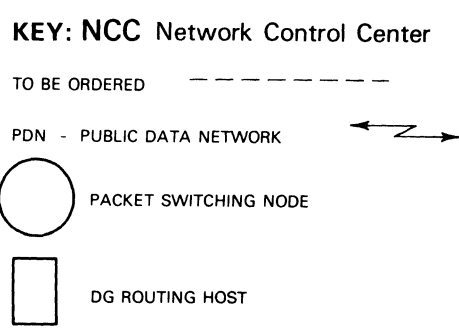 KEY: NCC Network Control Center
TO BE ORDERED
PDN - PUBLIC DATA NETWORK
PACKET SWITCHING NODE
DG ROUTING HOST